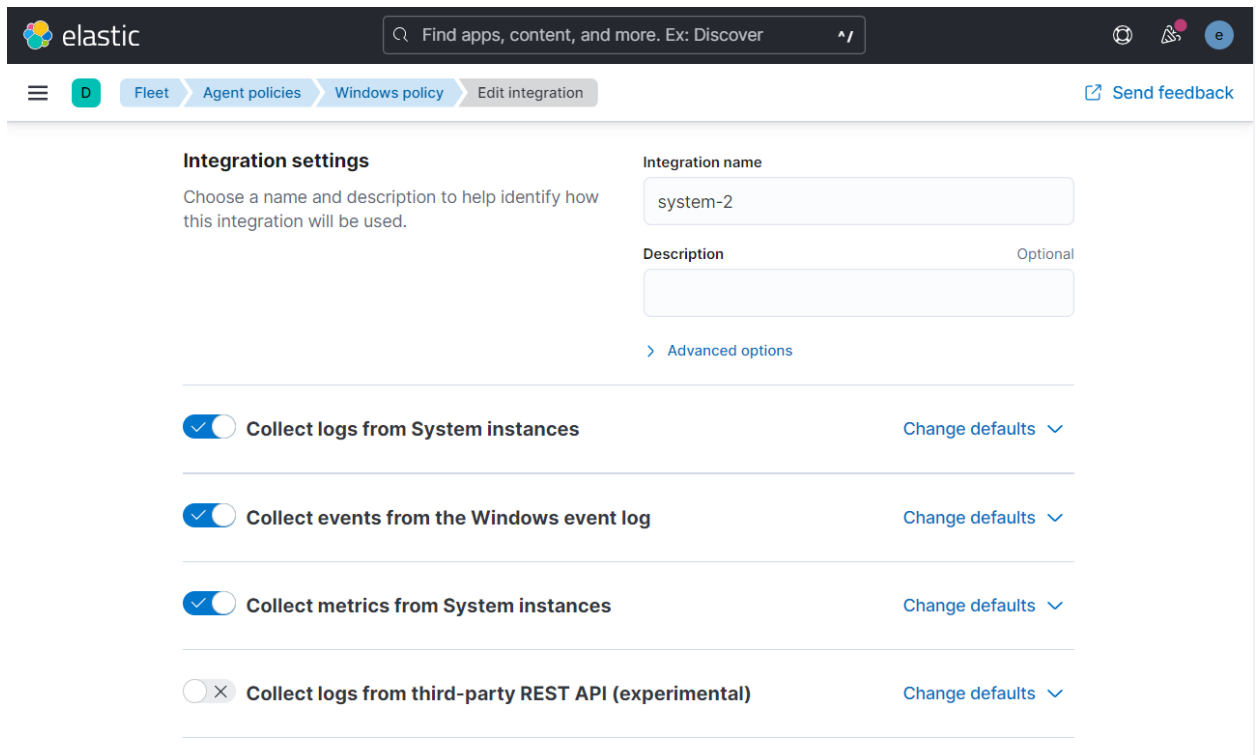 elastic
Find apps, content, and more. Ex: Discover ^/
e
D
Fleet Agent policies Windows policy Edit integration
Send feedback
Integration settings
Choose a name and description to help identify how
this integration will be used.
Integration name
system-2
Description Optional
Advanced options
Collect logs from System instances Change defaults
Collect events from the Windows event log Change defaults
Collect metrics from System instances Change defaults
Collect logs from third-party REST API (experimental) Change defaults